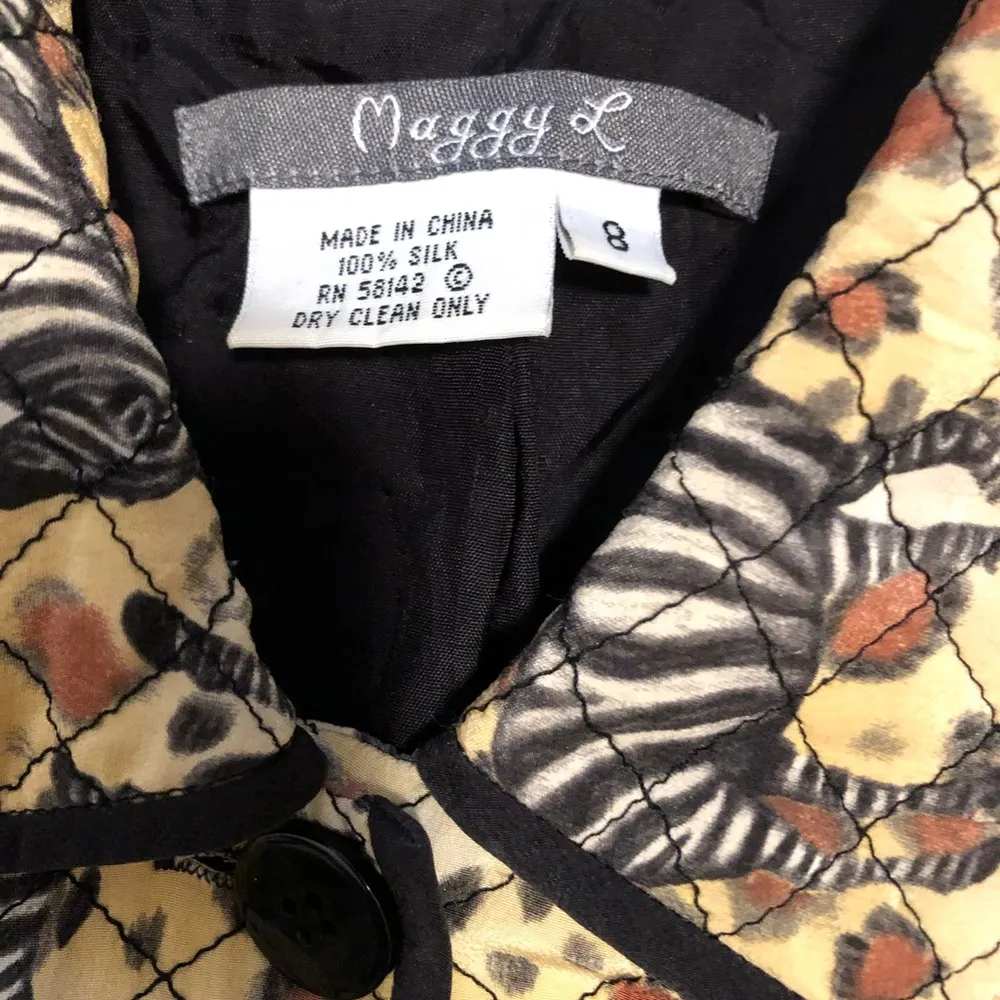 Maggy L
MADE IN CHINA
100% SILK
RN 58142 Ⓒ
DRY CLEAN ONLY
8